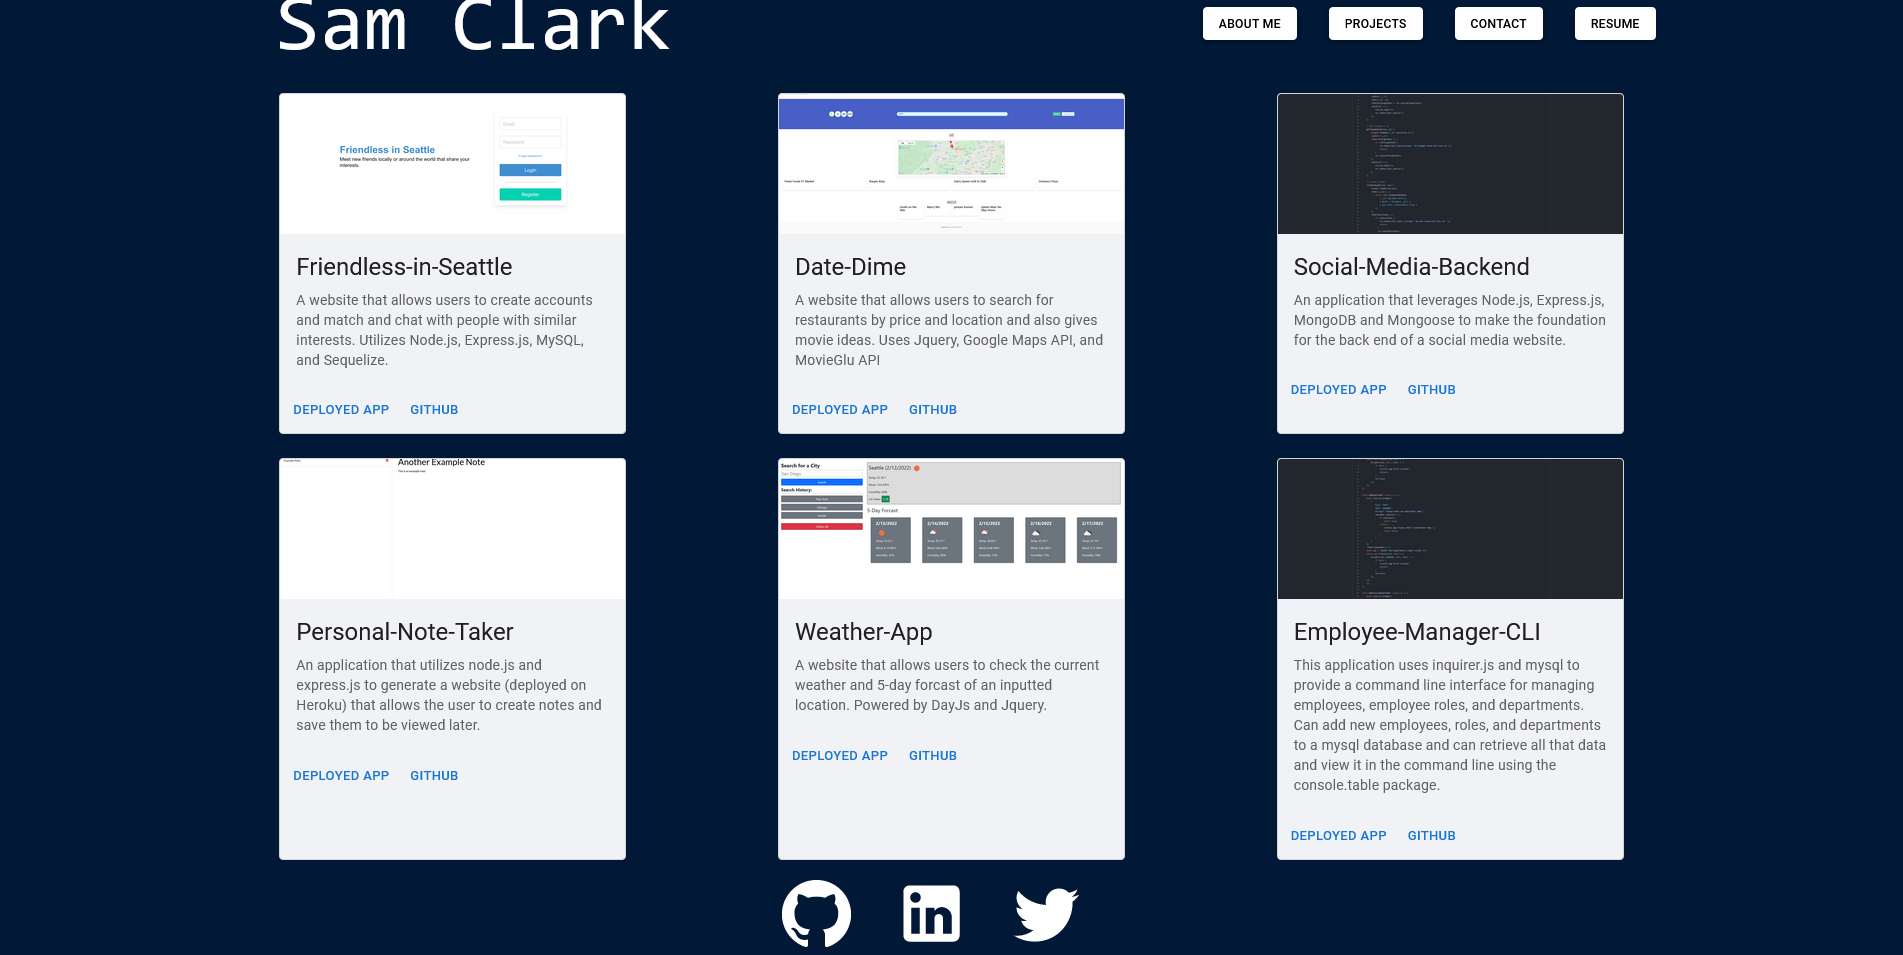 Sam Clark
ABOUT ME
PROJECTS
CONTACT
RESUME
Friendless in Seattle
Meet new friends locally or around the world that share your
interests.
Email
Password
Forgot password?
Login
Register
Friendless-in-Seattle
A website that allows users to create accounts
and match and chat with people with similar
interests. Utilizes Node.js, Express.js, MySQL,
and Sequelize.
DEPLOYED APP
GITHUB
Date-Dime
A website that allows users to search for
restaurants by price and location and also gives
movie ideas. Uses Jquery, Google Maps API, and
MovieGlu API
DEPLOYED APP
GITHUB
Social-Media-Backend
An application that leverages Node.js, Express.js,
MongoDB and Mongoose to make the foundation
for the back end of a social media website.
DEPLOYED APP
GITHUB
Another Example Note
This is an example note.
Personal-Note-Taker
An application that utilizes node.js and
express.js to generate a website (deployed on
Heroku) that allows the user to create notes and
save them to be viewed later.
DEPLOYED APP
GITHUB
Search for a City
San Diego
Search
Search History:
Seattle (2/12/2022)
5-Day Forcast:
2/13/2022
2/14/2022
2/15/2022
2/16/2022
2/17/2022
Weather-App
A website that allows users to check the current
weather and 5-day forcast of an inputted
location. Powered by DayJs and Jquery.
DEPLOYED APP
GITHUB
Employee-Manager-CLI
This application uses inquirer.js and mysql to
provide a command line interface for managing
employees, employee roles, and departments.
Can add new employees, roles, and departments
to a mysql database and can retrieve all that data
and view it in the command line using the
console.table package.
DEPLOYED APP
GITHUB
in